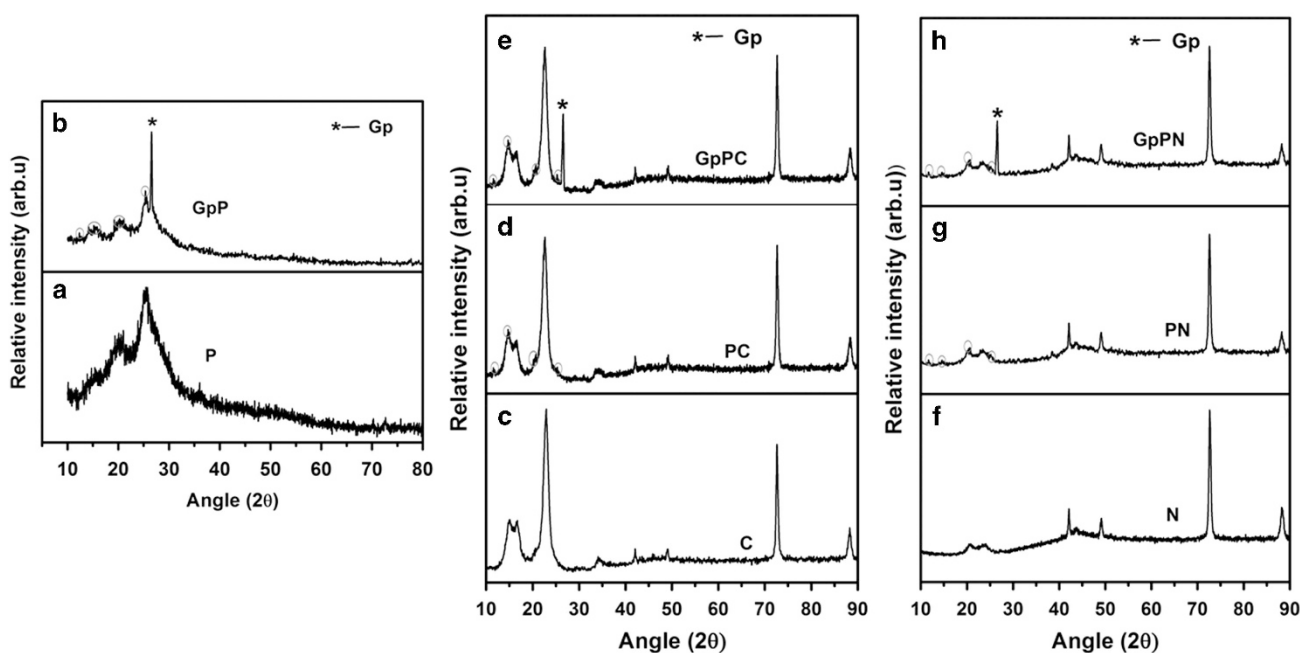 b
*— Gp
*
GpP
a
P
Relative intensity (arb.u)
10 20 30 40 50 60 70 80
Angle (2θ)
e
*— Gp
*
GpPC
d
PC
c
C
Relative intensity (arb.u)
10 20 30 40 50 60 70 80 90
Angle (2θ)
h
*— Gp
*
GpPN
g
PN
f
N
Relative intensity (arb.u))
10 20 30 40 50 60 70 80 90
Angle (2θ)